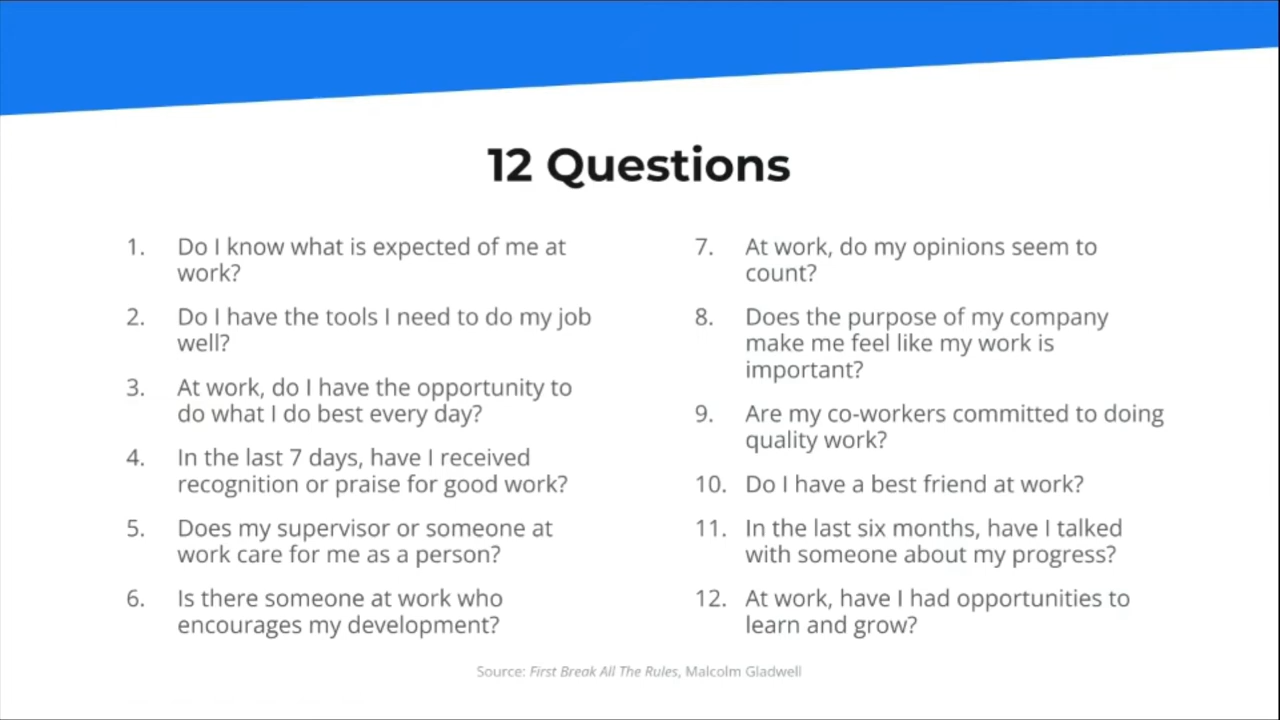 12 Questions
1. Do I know what is expected of me at
work?
2. Do I have the tools I need to do my job
well?
3. At work, do I have the opportunity to
do what I do best every day?
4. In the last 7 days, have I received
recognition or praise for good work?
5. Does my supervisor or someone at
work care for me as a person?
6. Is there someone at work who
encourages my development?
7. At work, do my opinions seem to
count?
8. Does the purpose of my company
make me feel like my work is
important?
9. Are my co-workers committed to doing
quality work?
10. Do I have a best friend at work?
11. In the last six months, have I talked
with someone about my progress?
12. At work, have I had opportunities to
learn and grow?
Source: First Break All The Rules, Malcolm Gladwell